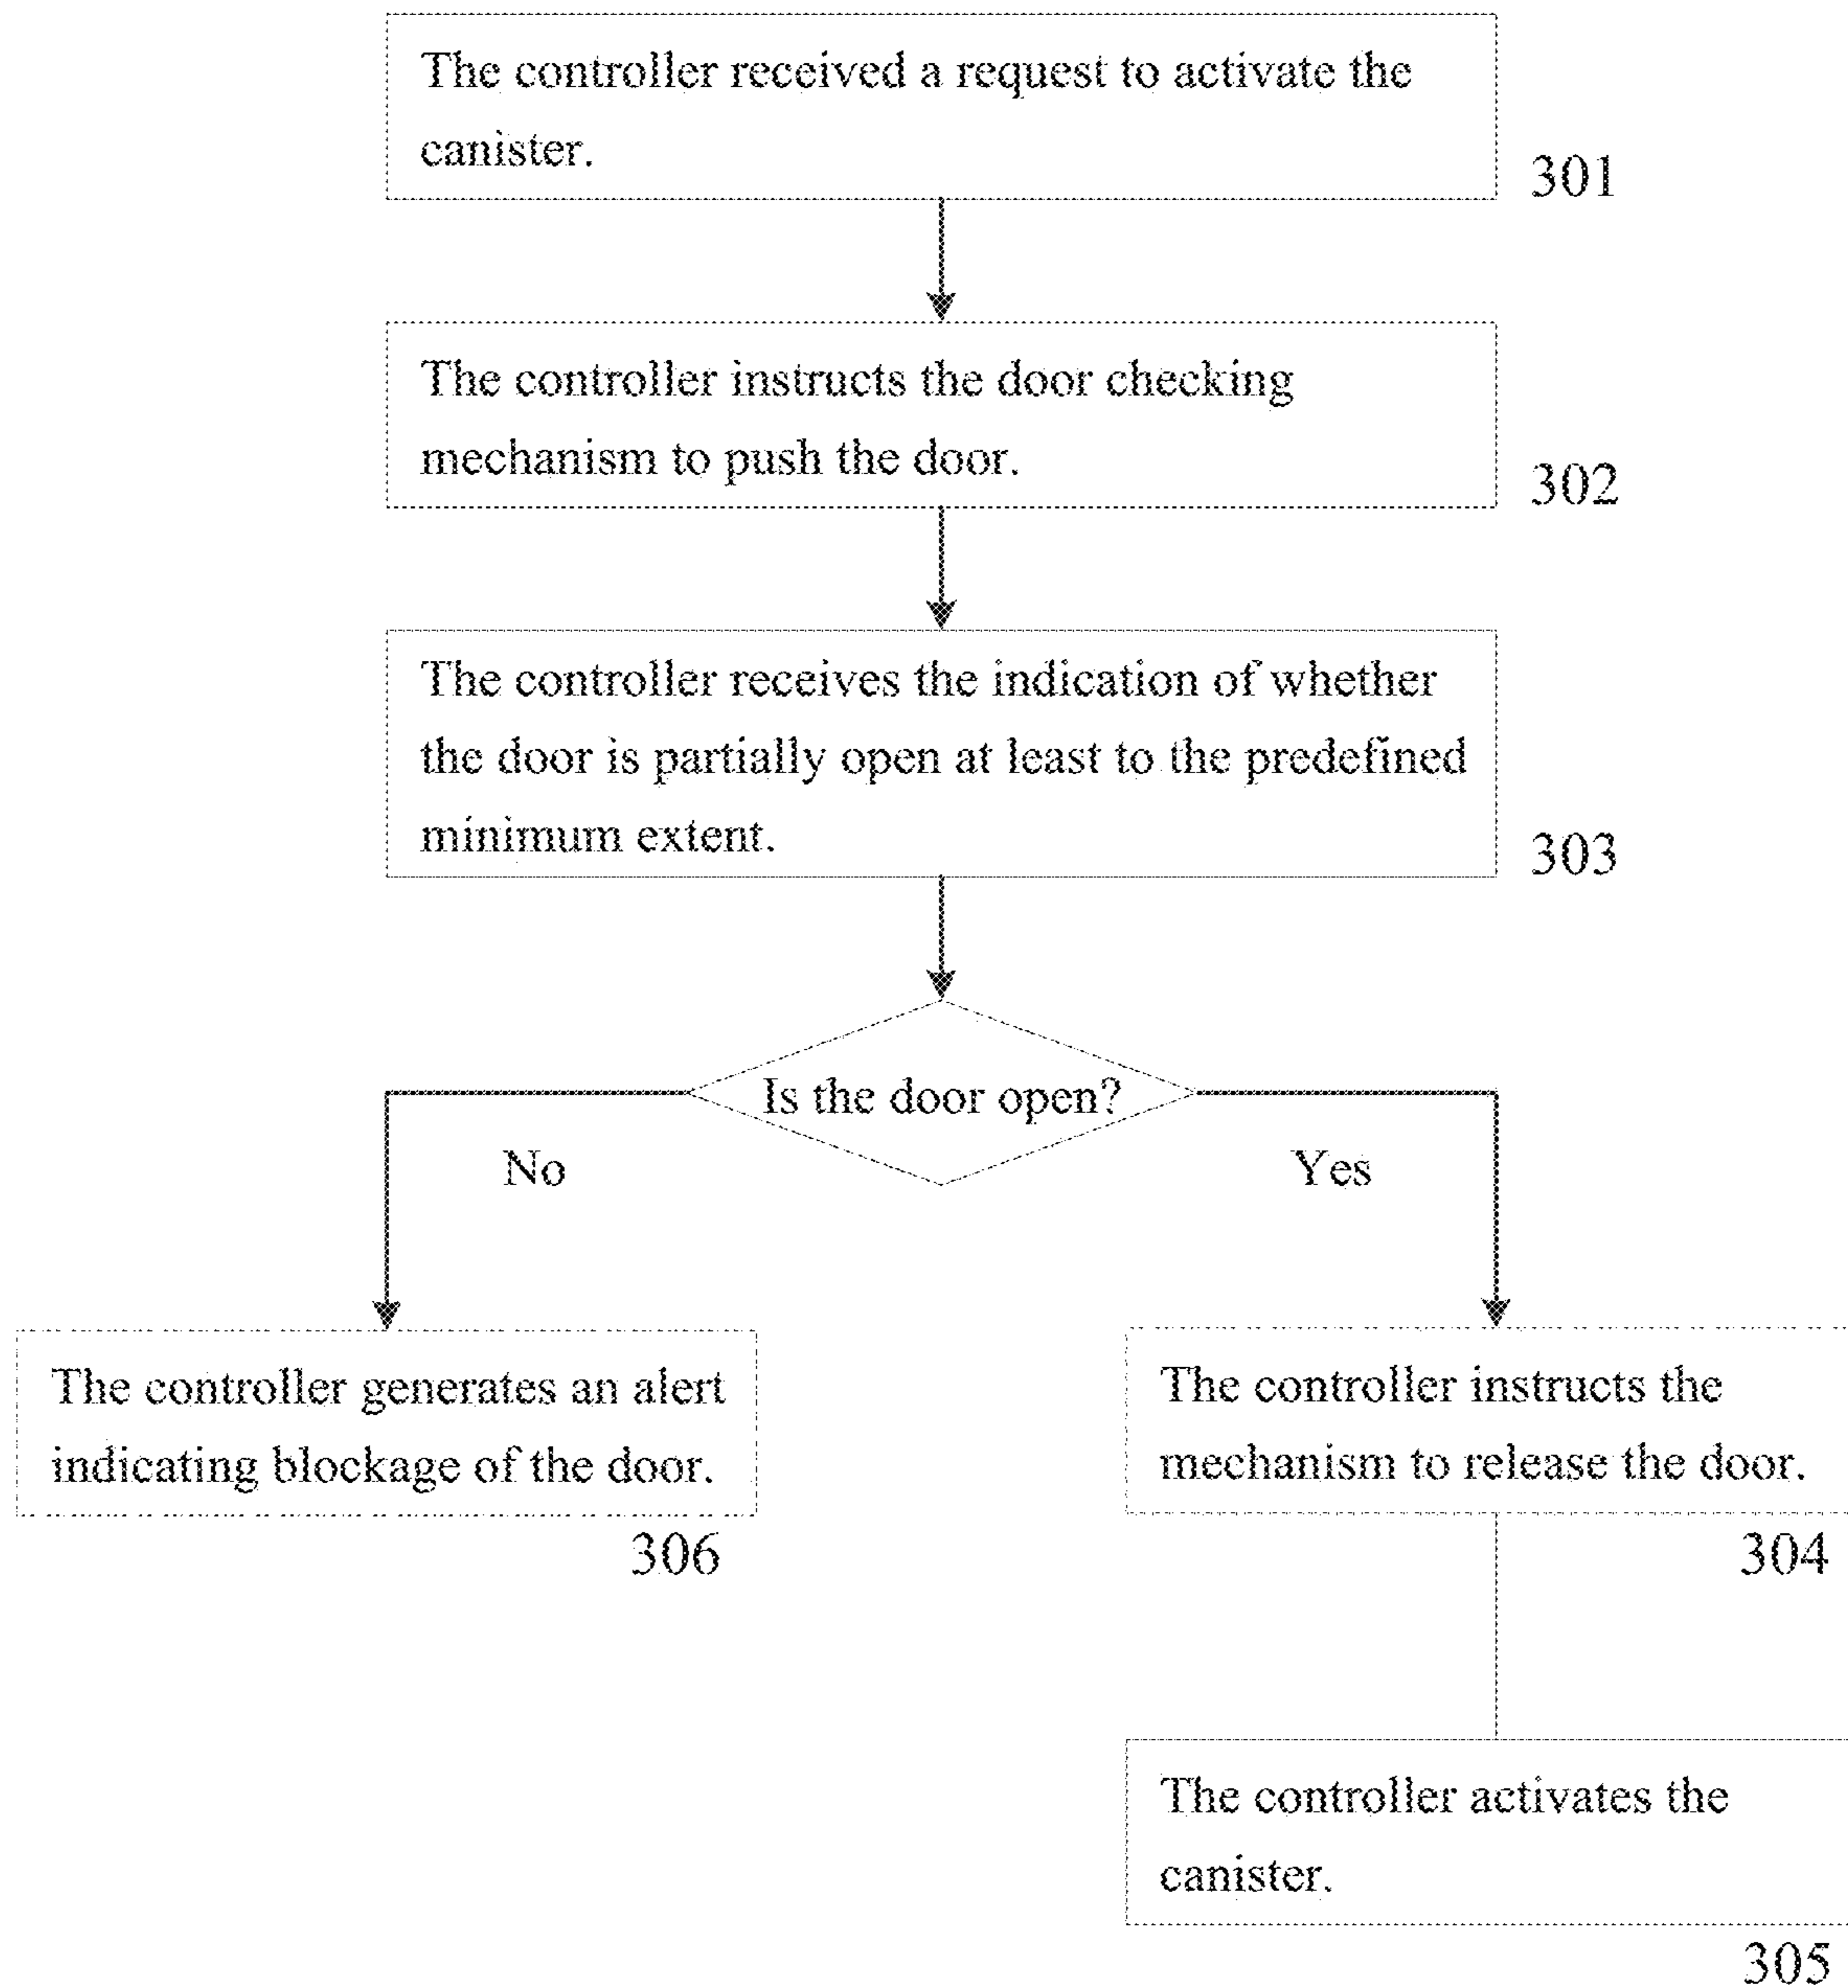 The controller received a request to activate the
canister.
301
The controller instructs the door checking
mechanism to push the door.
302
The controller receives the indication of whether
the door is partially open at least to the predefined
minimum extent.
303
Is the door open?
No
Yes
The controller generates an alert
indicating blockage of the door.
306
The controller instructs the
mechanism to release the door.
304
The controller activates the
canister.
305